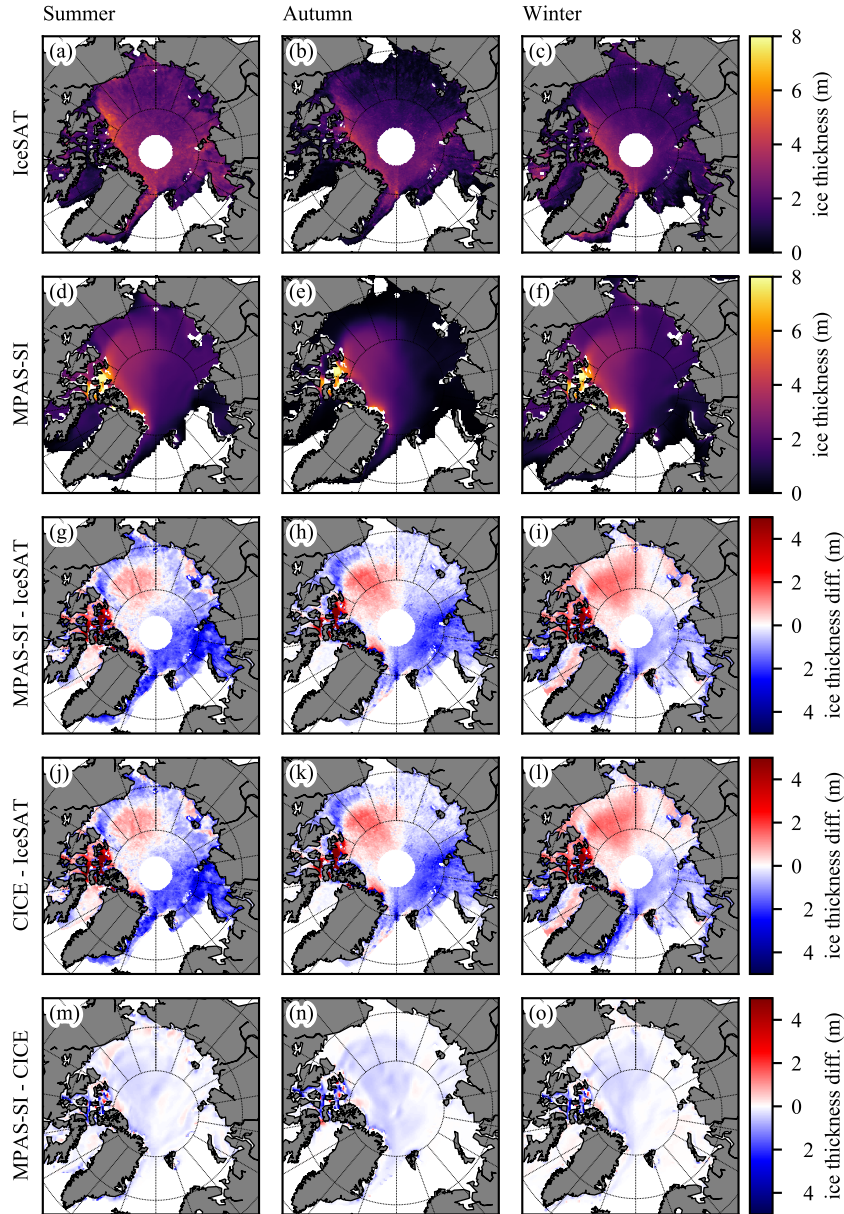 Summer Autumn Winter
(a) (b) (c) 8
6
4
2
0
IceSAT
ice thickness (m)
(d) (e) (f) 8
6
4
2
0
MPAS-SI
ice thickness (m)
(g) (h) (i)
4
2
0
2
4
MPAS-SI - IceSAT
ice thickness diff. (m)
(j) (k) (l)
4
2
0
2
4
CICE - IceSAT
ice thickness diff. (m)
(m) (n) (o)
4
2
0
2
4
MPAS-SI - CICE
ice thickness diff. (m)